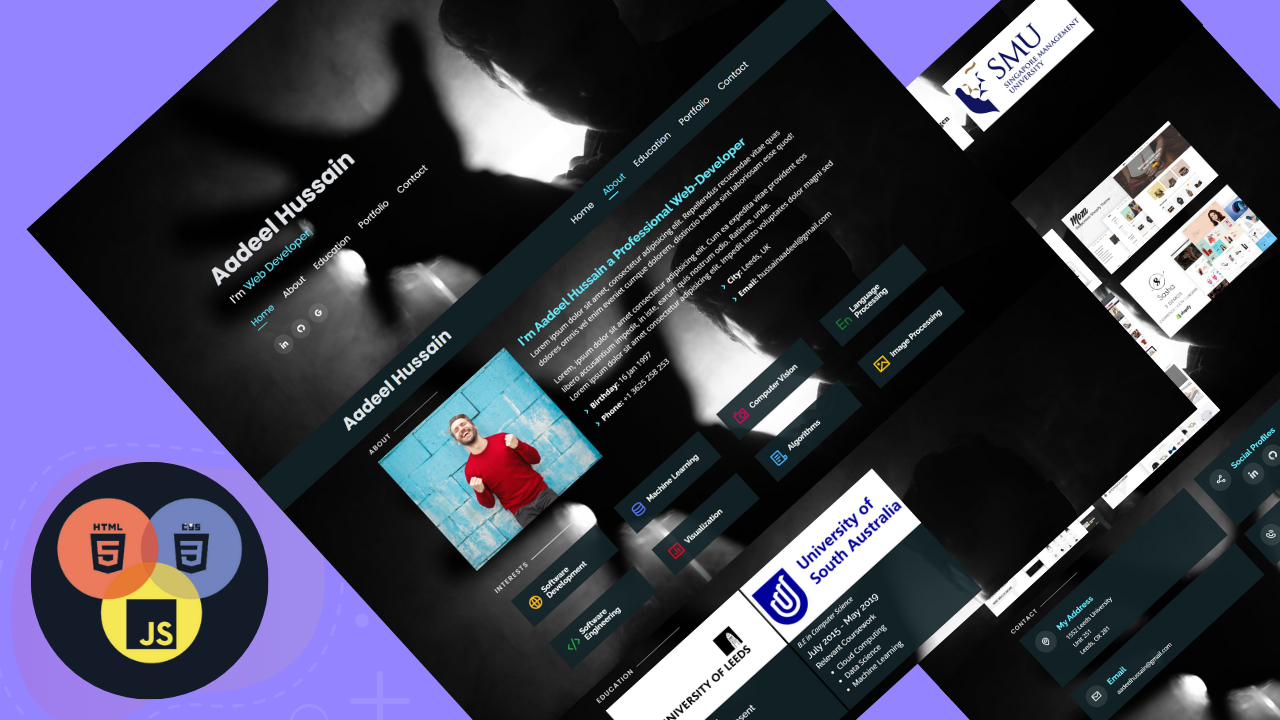 Aadeel Hussain
I'm Web Developer
Home About Education Portfolio Contact
in G
Aadeel Hussain
Home About Education Portfolio Contact
ABOUT
I'm Aadeel Hussain a Professional Web-Developer
Lorem ipsum dolor sit amet, consectetur adipisicing elit. Repellendus recusandae vitae quas
dolores omnis vel enim eveniet cumque dolorem, distinctio beatae sint laboriosam esse quod!
Lorem, ipsum dolor sit amet consectetur adipisicing elit. Cum ea expedita vitae provident eos
libero accusantium impedit, in iste, earum quis nostrum odio. Ratione, unde
Lorem ipsum dolor sit amet consectetur adipisicing elit. Impedit iusto voluptates dolor magni sed
Birthday: 16 Jan 1997
Phone: +1 3625 258 253
City: Leeds, UK
Email: hussainaadeel@gmail.com
INTERESTS
Software
Development
Machine Learning
Computer Vision
En
Language
Processing
Software
Engineering
Visualization
Algorithms
Image Processing
EDUCATION
UNIVERSITY OF LEEDS
University of
South Australia
B.E in Computer Science
July 2015 - May 2019
Relevant Coursework
• Cloud Computing
• Data Science
• Machine Learning
SMU
SINGAPORE MANAGEMENT
UNIVERSITY
Sasha
CONTACT
My Address
15552 Leeds University
Unit 251
Leeds, OX 281
Email
aadeelhussain@gmail.com
Social Profiles
in
HTML
5
CSS
3
JS